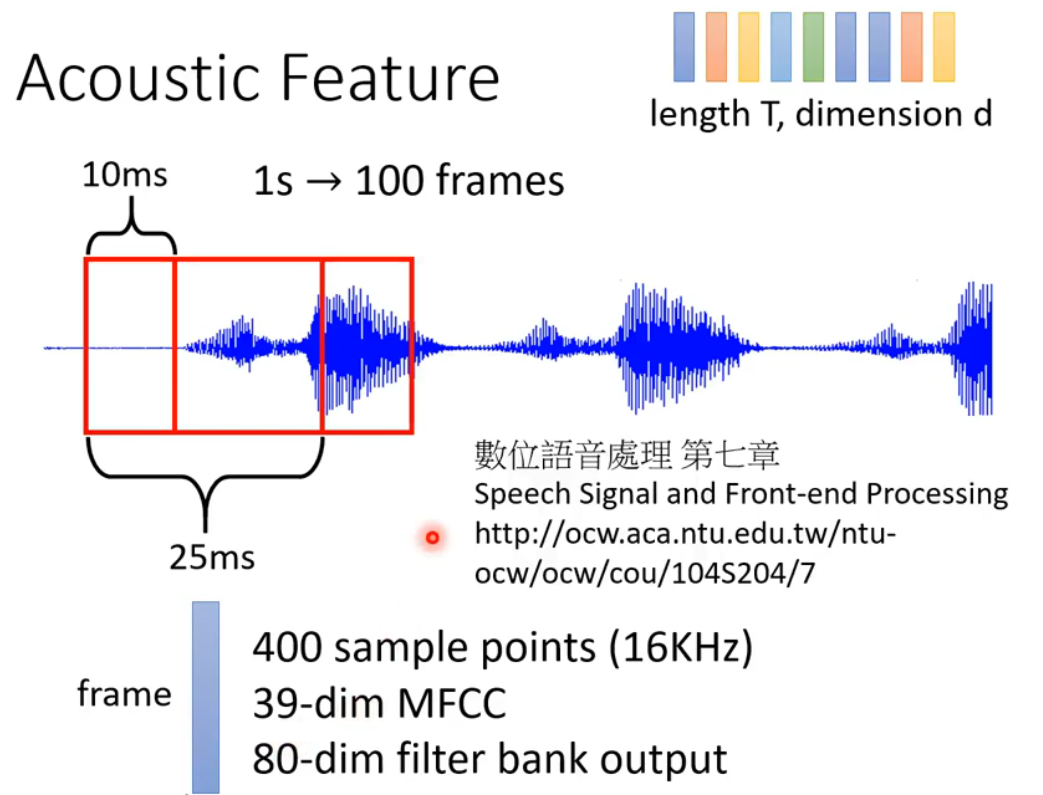 Acoustic Feature
length T, dimension d
10ms
1s → 100 frames
25ms
數位語音處理 第七章
Speech Signal and Front-end Processing
http://ocw.aca.ntu.edu.tw/ntu-
ocw/ocw/cou/104S204/7
frame
400 sample points (16KHz)
39-dim MFCC
80-dim filter bank output